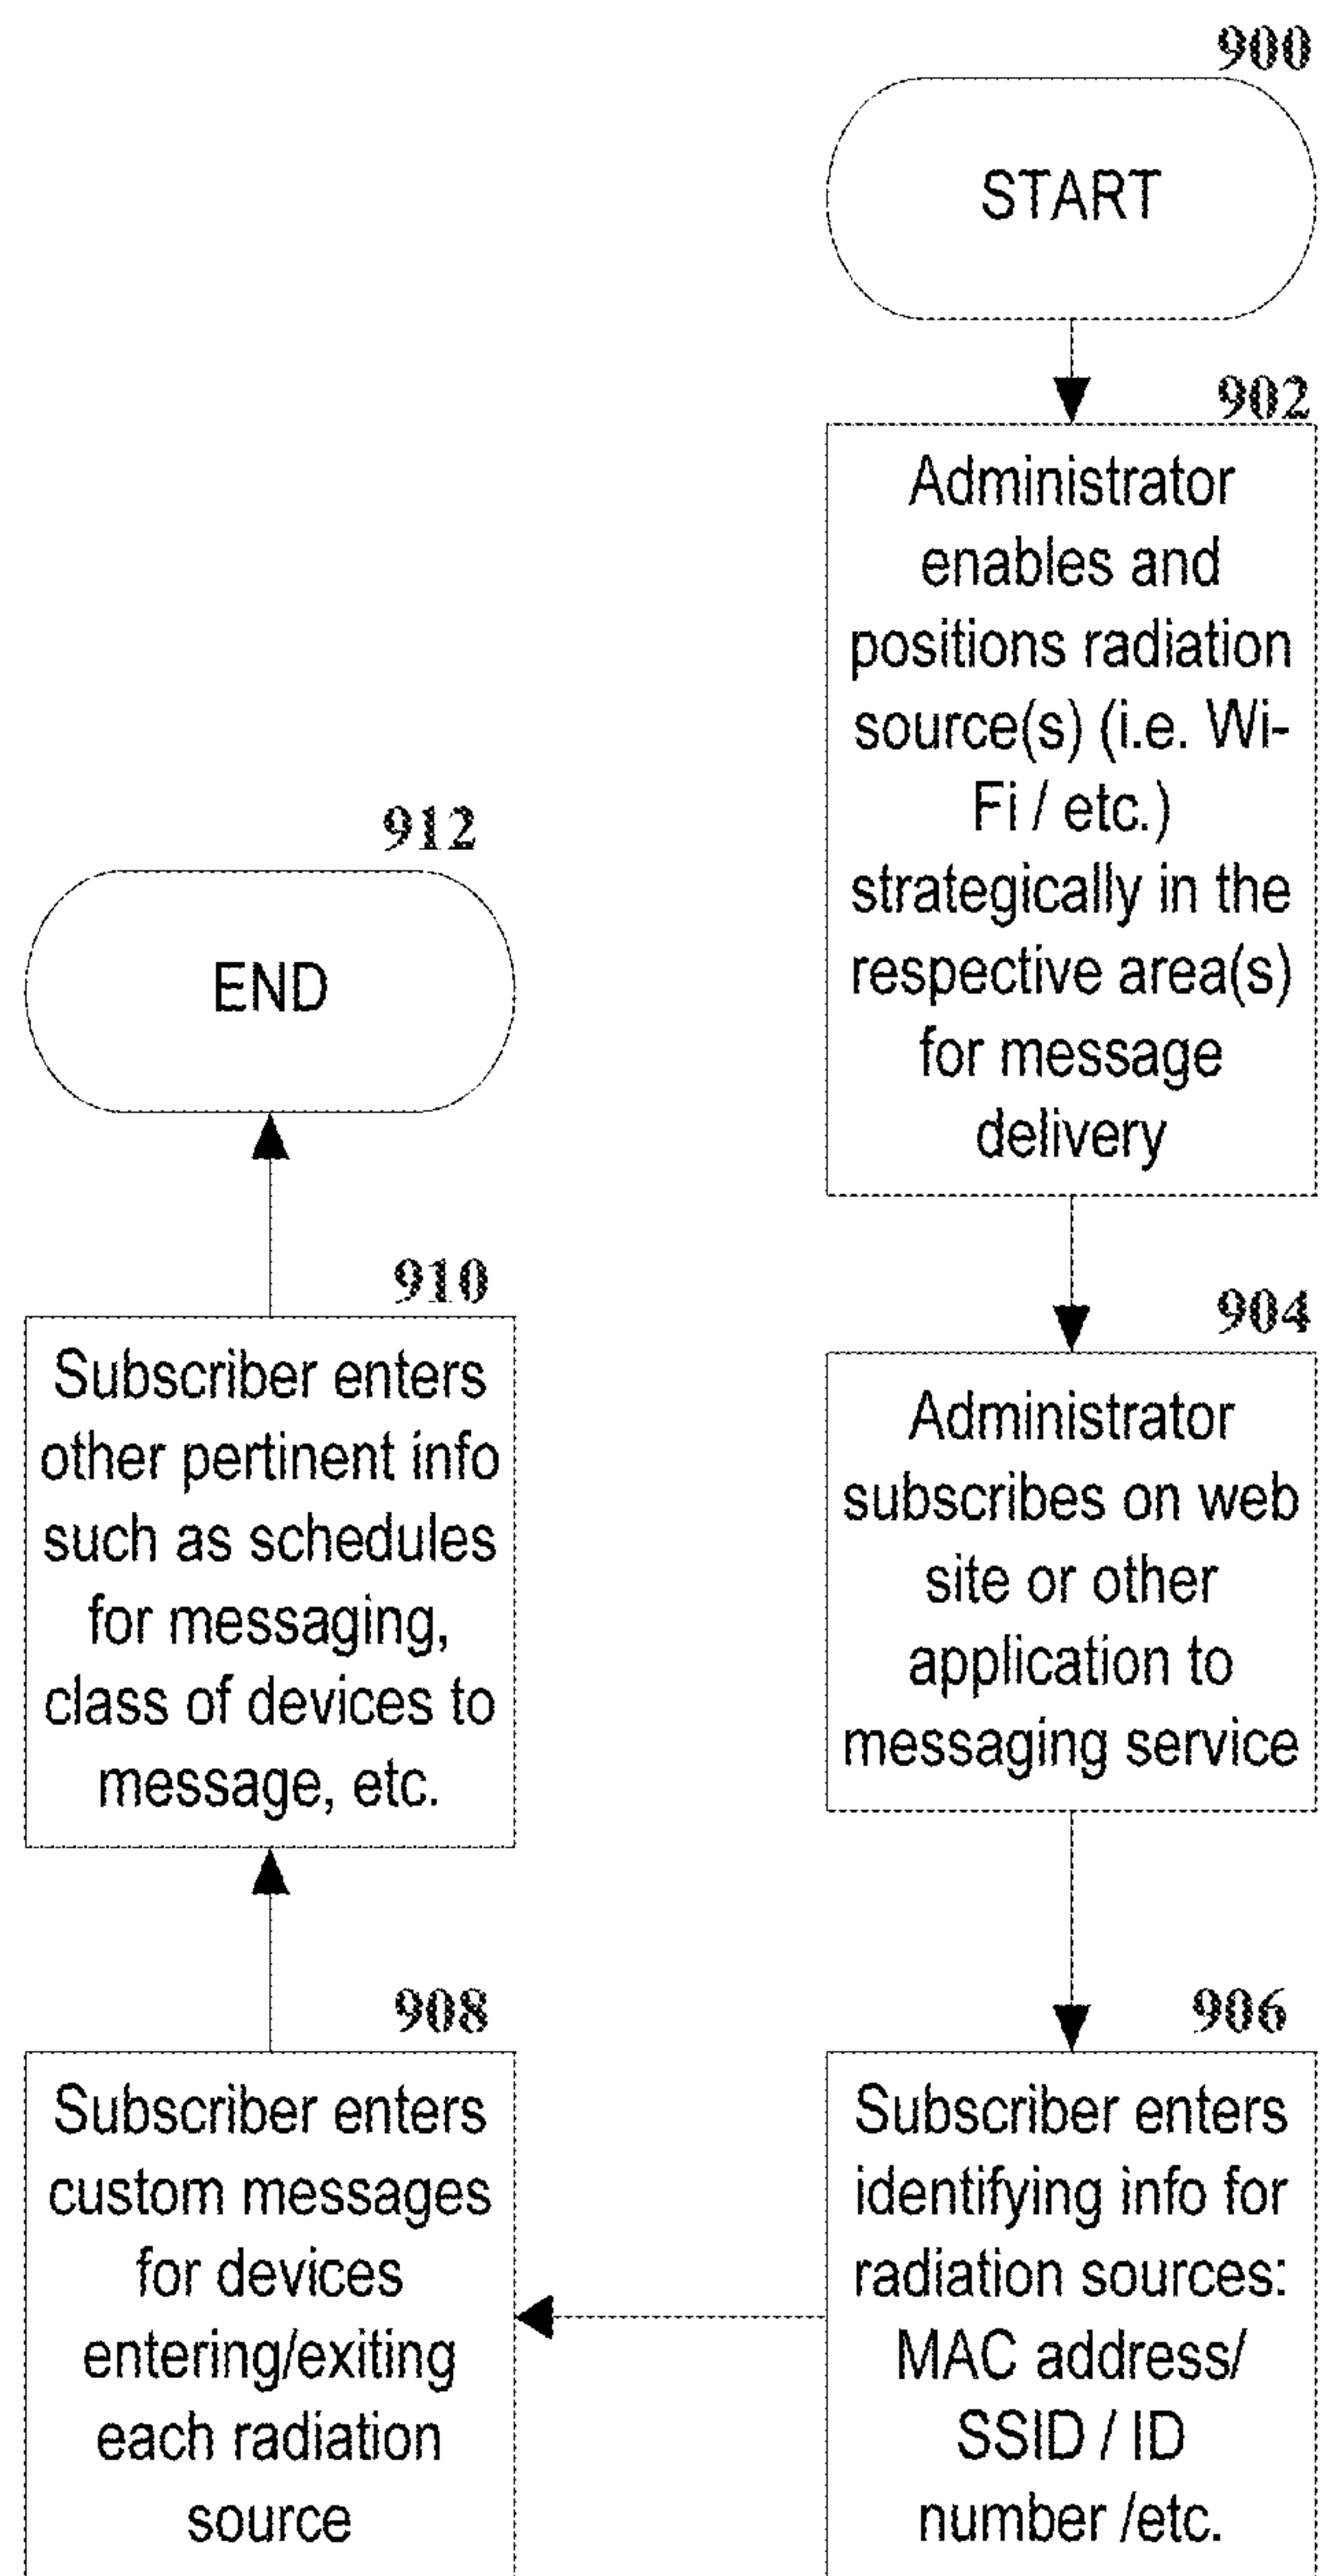 900
START
902
Administrator
enables and
positions radiation
source(s) (i.e. Wi-
Fi / etc.)
strategically in the
respective area(s)
for message
delivery
904
Administrator
subscribes on web
site or other
application to
messaging service
906
Subscriber enters
identifying info for
radiation sources:
MAC address/
SSID / ID
number /etc.
908
Subscriber enters
custom messages
for devices
entering/exiting
each radiation
source
910
Subscriber enters
other pertinent info
such as schedules
for messaging,
class of devices to
message, etc.
912
END